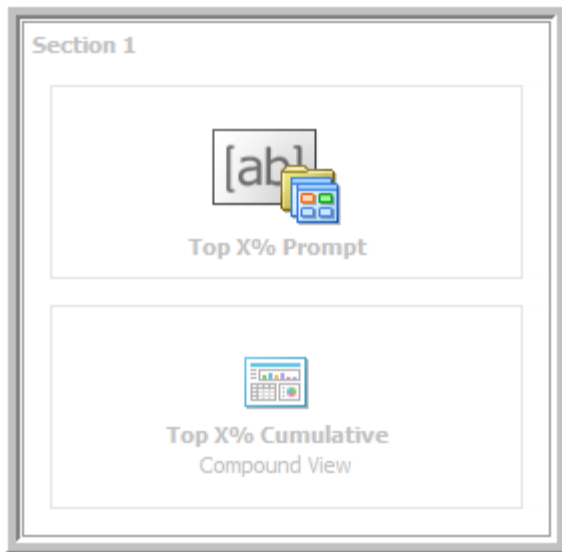 Section 1
[ab]
Top X% Prompt
Top X% Cumulative
Compound View